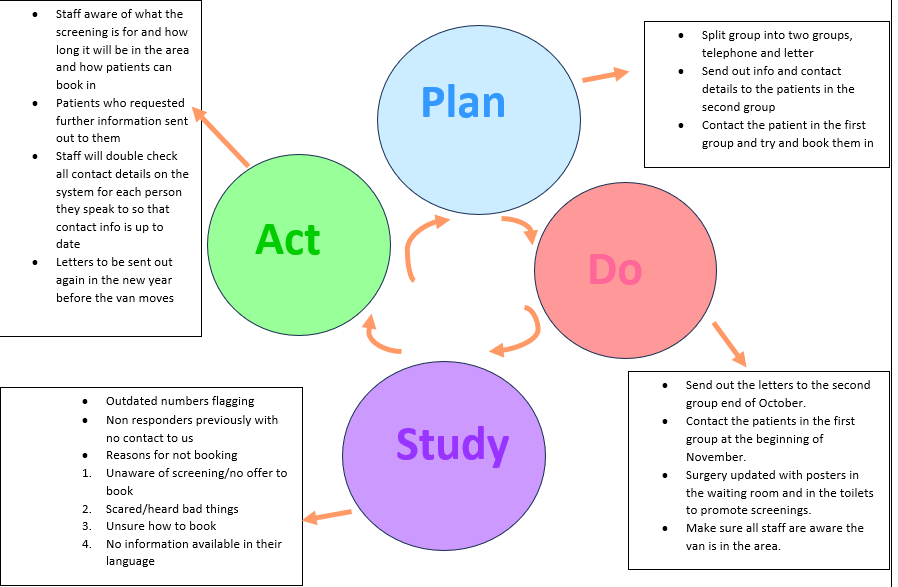 Plan
• Split group into two groups,
telephone and letter
• Send out info and contact
details to the patients in the
second group
• Contact the patient in the first
group and try and book them in
Do
• Send out the letters to the second
group end of October.
• Contact the patients in the first
group at the beginning of
November.
• Surgery updated with posters in
the waiting room and in the toilets
to promote screenings.
• Make sure all staff are aware the
van is in the area.
Study
• Outdated numbers flagging
• Non responders previously with
no contact to us
• Reasons for not booking
1. Unaware of screening/no offer to
book
2. Scared/heard bad things
3. Unsure how to book
4. No information available in their
language
Act
• Staff aware of what the
screening is for and how
long it will be in the area
and how patients can
book in
• Patients who requested
further information sent
out to them
• Staff will double check
all contact details on the
system for each person
they speak to so that
contact info is up to
date
• Letters to be sent out
again in the new year
before the van moves